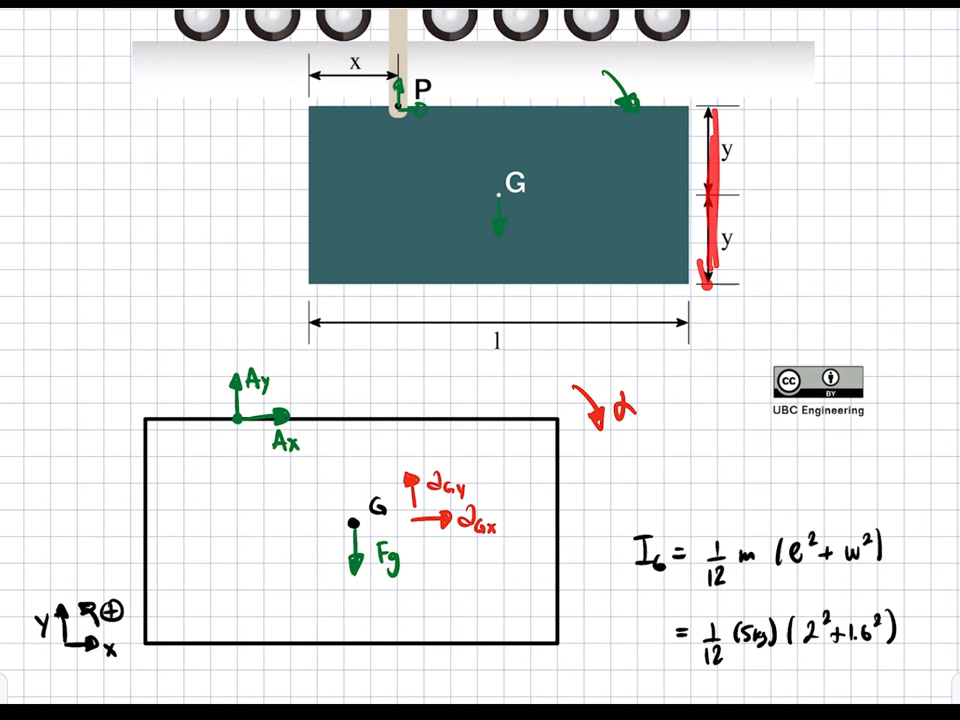 x
P
y
G
y
l
cc BY
UBC Engineering
Ay
Ax
α
G
aGy
aGx
Fg
y ⊕
x
IG = 1/12 m (l² + w²)
= 1/12 (5kg) (2² + 1.6²)